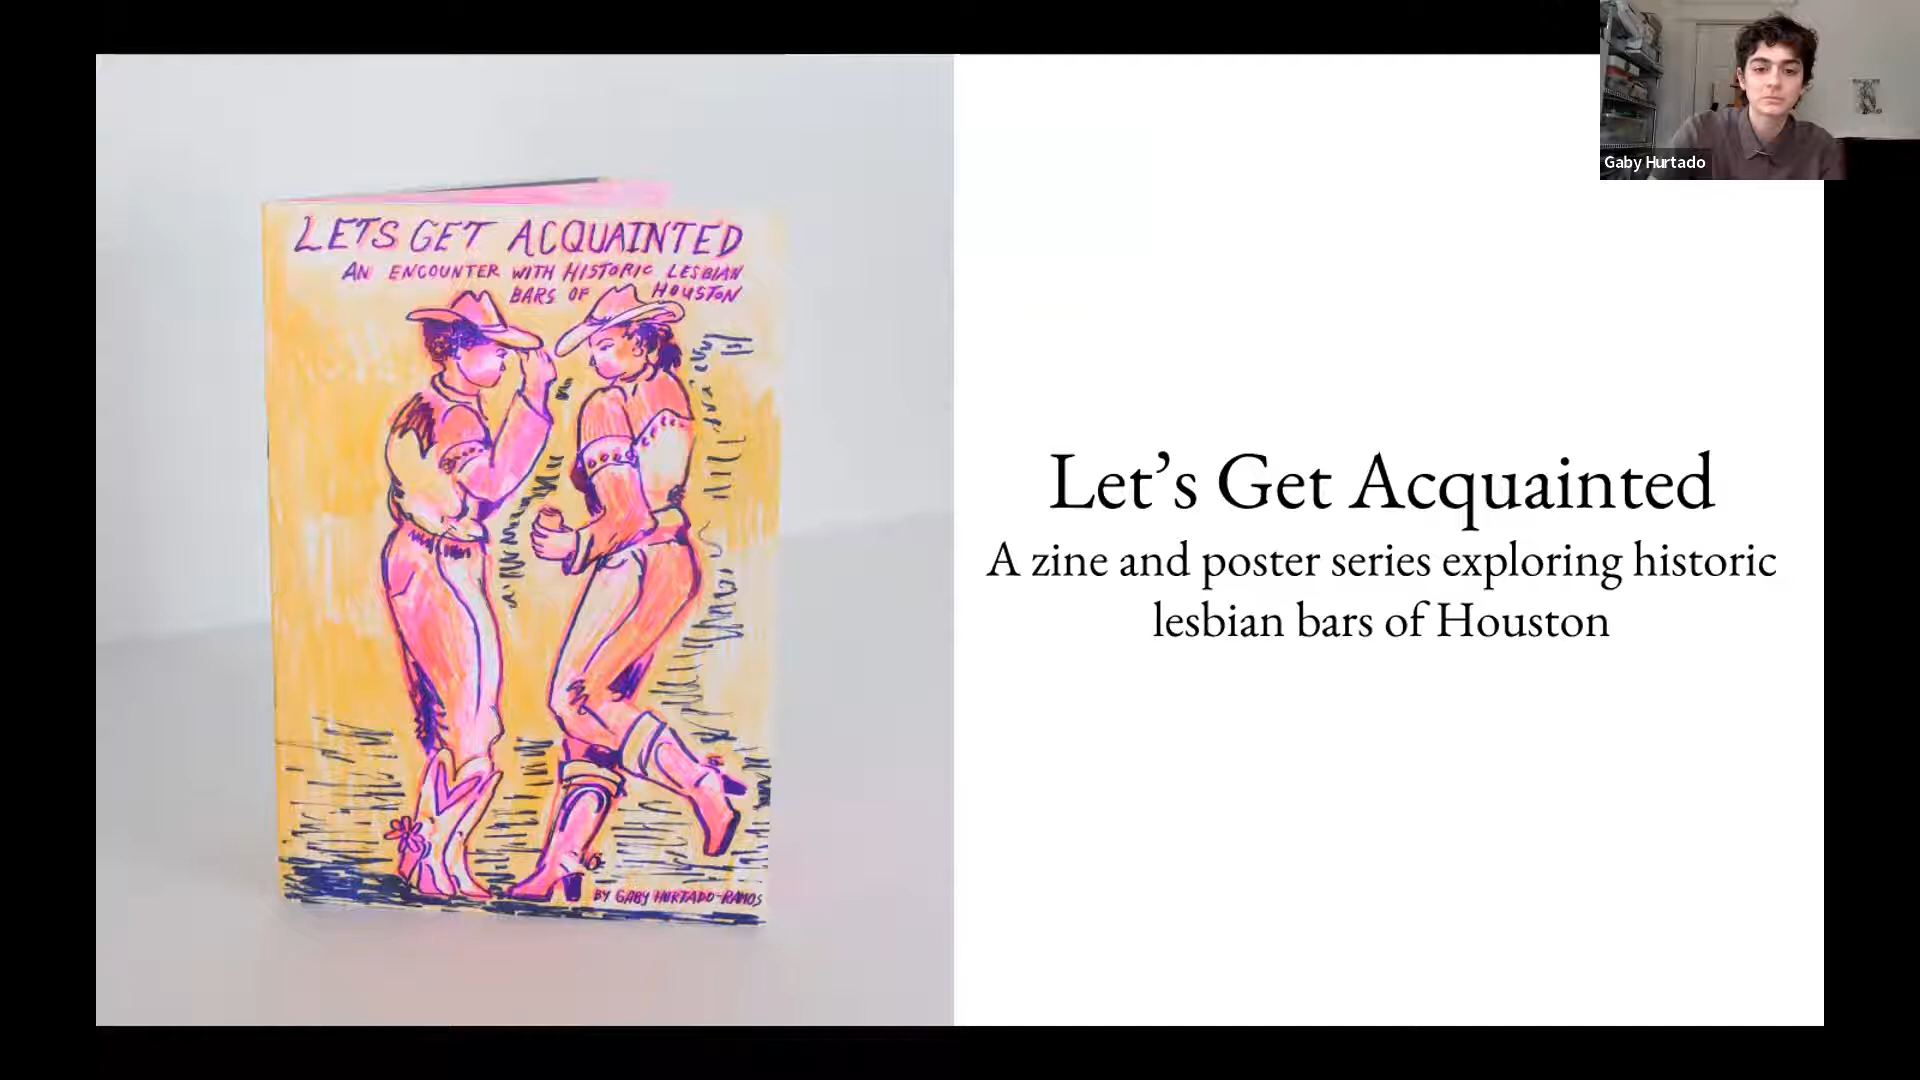 LETS GET ACQUAINTED
AN ENCOUNTER WITH HISTORIC LESBIAN
BARS OF HOUSTON
BY GABY HURTADO-RAMOS
Let’s Get Acquainted
A zine and poster series exploring historic
lesbian bars of Houston
Gaby Hurtado